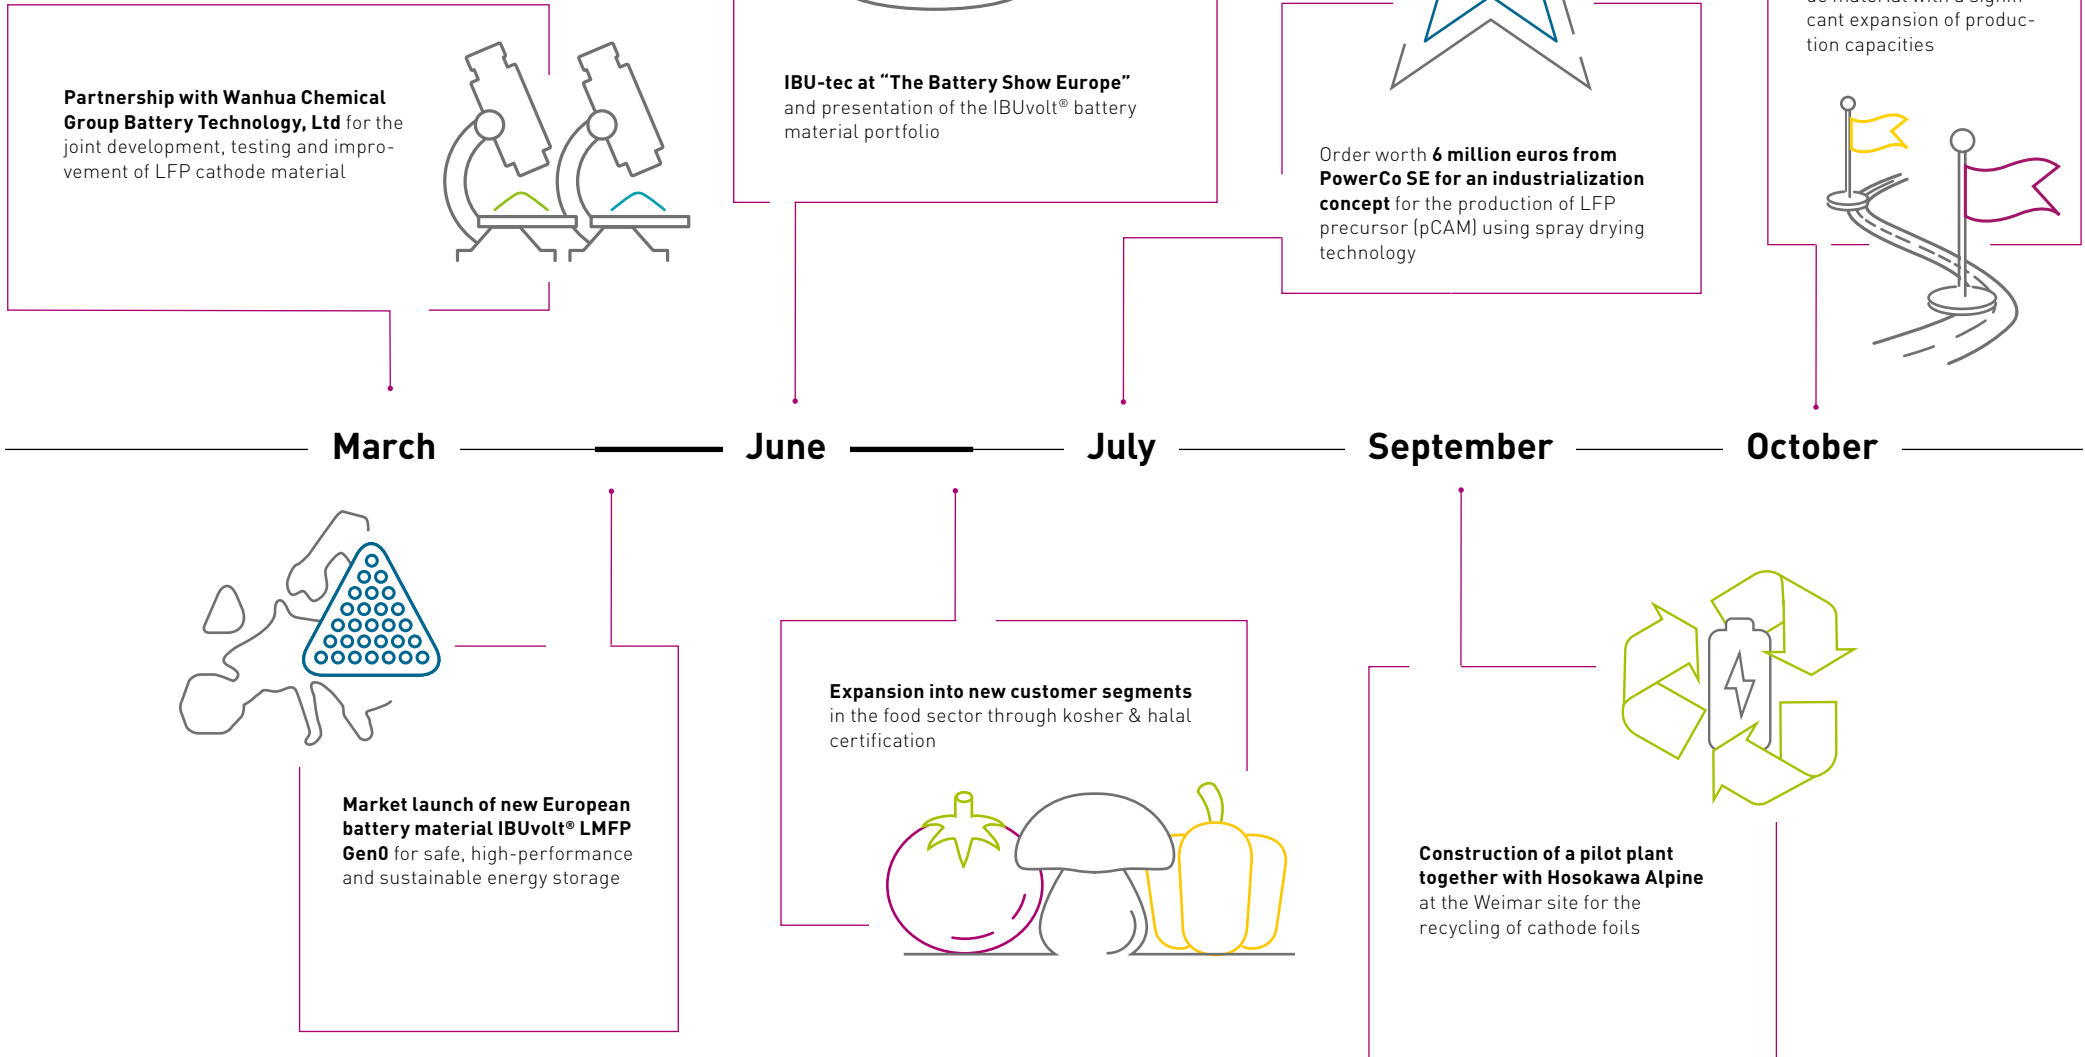 Partnership with Wanhua Chemical
Group Battery Technology, Ltd for the
joint development, testing and impro-
vement of LFP cathode material
IBU-tec at “The Battery Show Europe”
and presentation of the IBUvolt® battery
material portfolio
Order worth 6 million euros from
PowerCo SE for an industrialization
concept for the production of LFP
precursor (pCAM) using spray drying
technology
de material with a signifi-
cant expansion of produc-
tion capacities
March
June
July
September
October
Market launch of new European
battery material IBUvolt® LMFP
Gen0 for safe, high-performance
and sustainable energy storage
Expansion into new customer segments
in the food sector through kosher & halal
certification
Construction of a pilot plant
together with Hosokawa Alpine
at the Weimar site for the
recycling of cathode foils